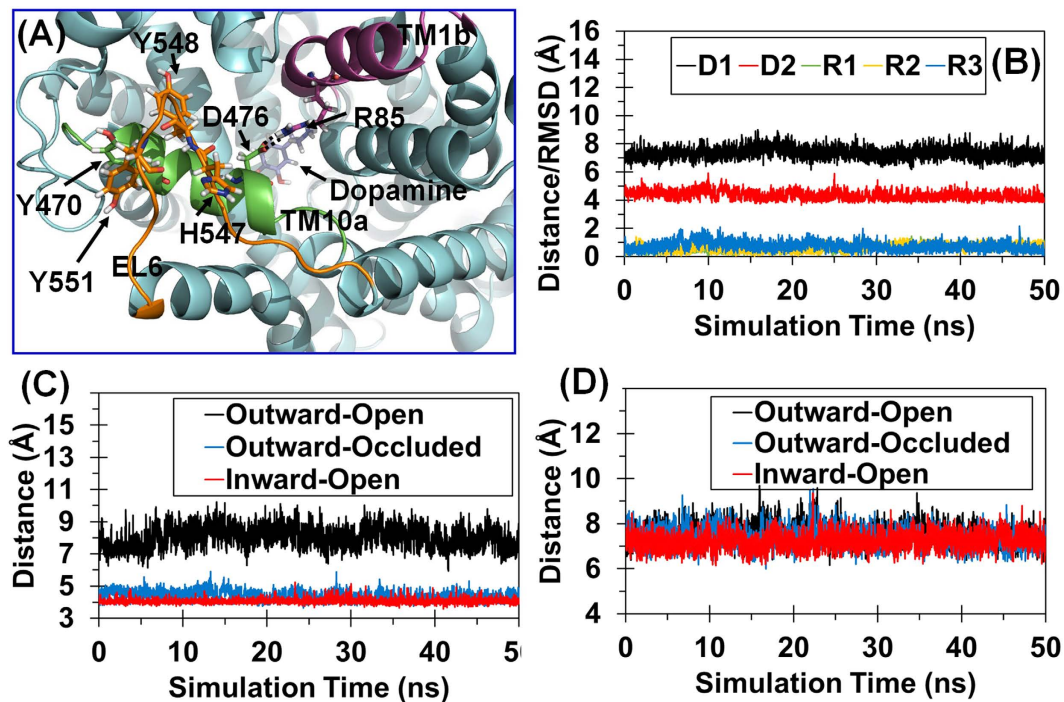 (A)
Y548
TM1b
D476
R85
Dopamine
Y470
H547
TM10a
Y551
EL6
(B)
D1 D2 R1 R2 R3
Distance/RMSD (Å)
16
14
12
10
8
6
4
2
0
0 10 20 30 40 50
Simulation Time (ns)
(C)
Outward-Open
Outward-Occluded
Inward-Open
Distance (Å)
17
15
13
11
9
7
5
3
0 10 20 30 40 50
Simulation Time (ns)
(D)
Outward-Open
Outward-Occluded
Inward-Open
Distance (Å)
14
12
10
8
6
4
0 10 20 30 40 50
Simulation Time (ns)